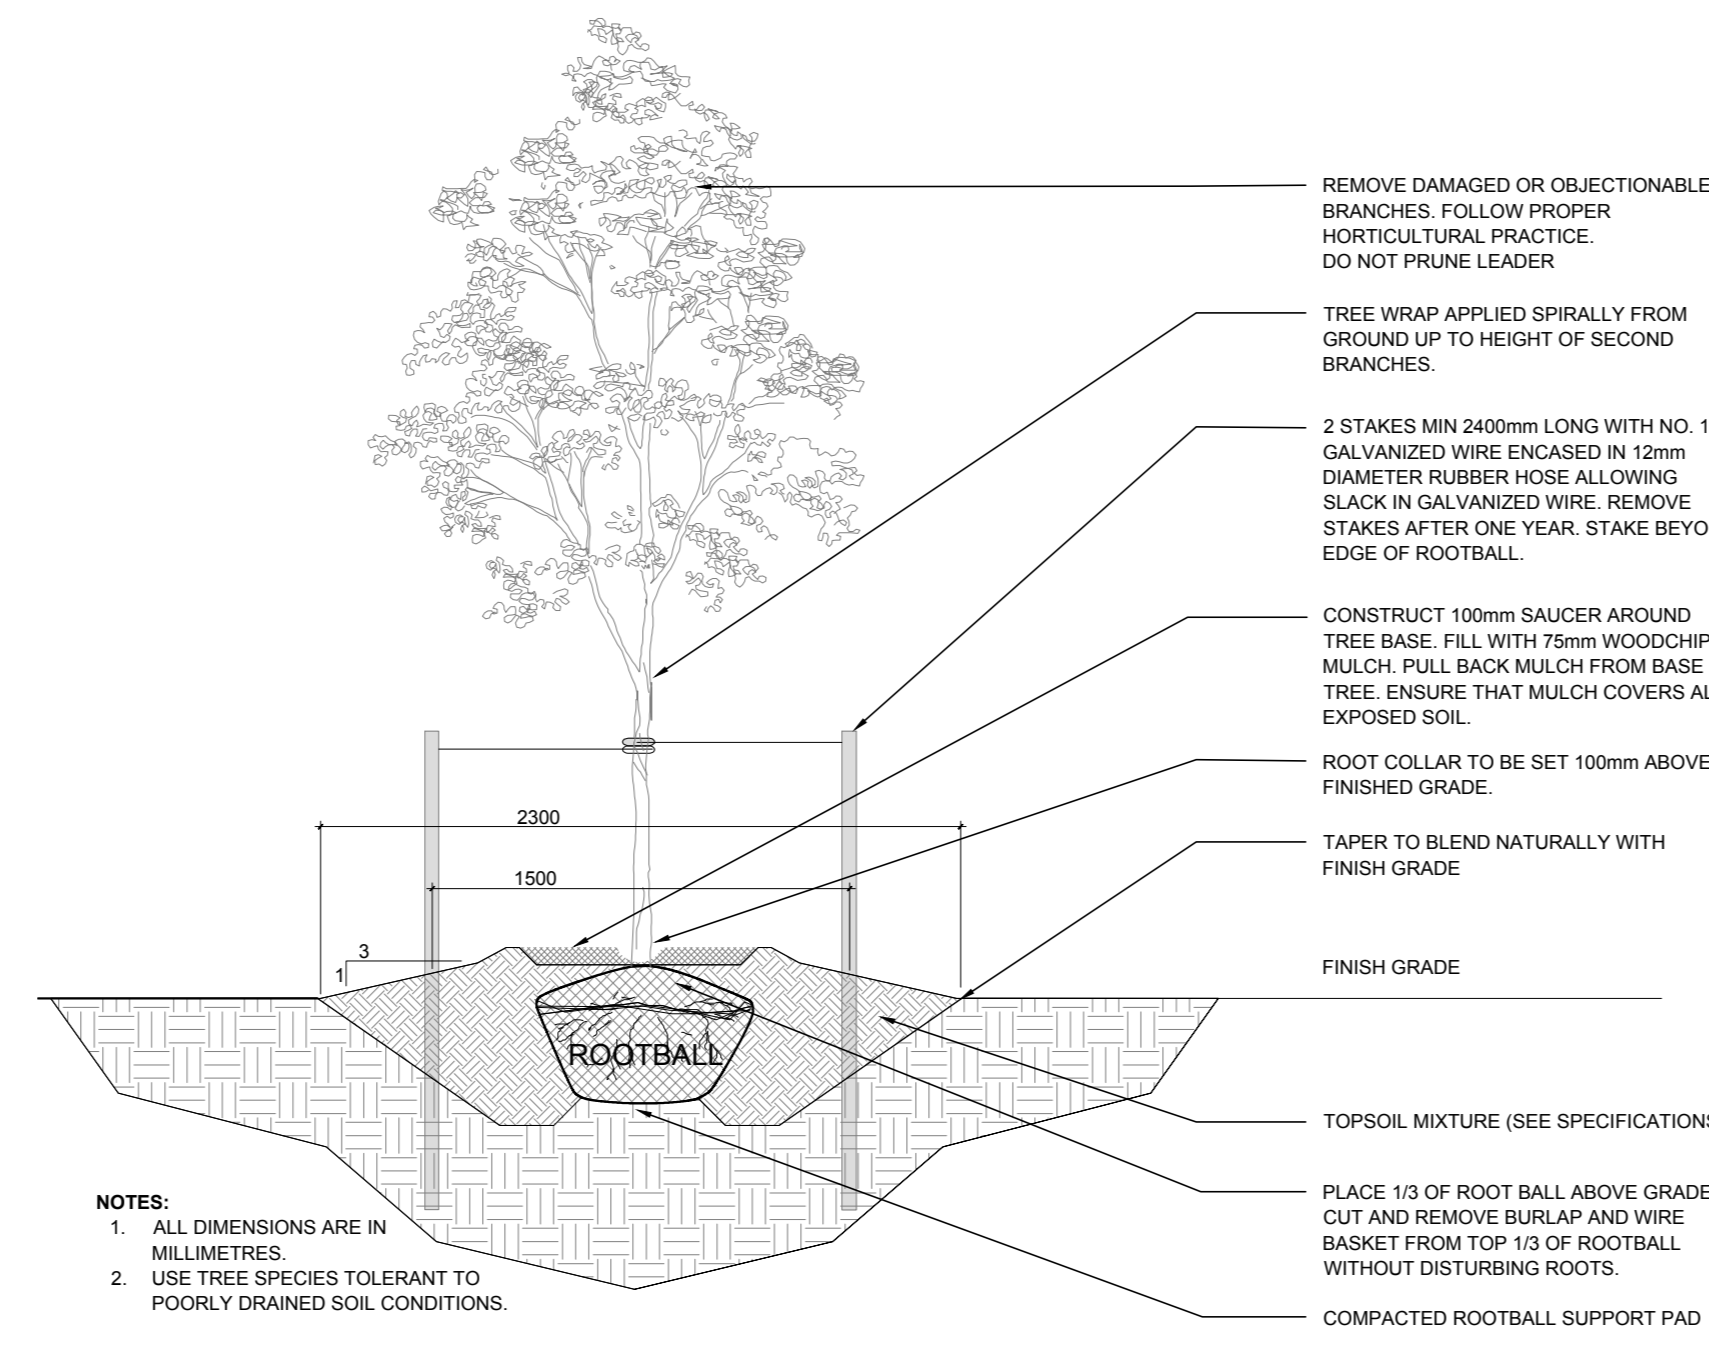 REMOVE DAMAGED OR OBJECTIONABLE
BRANCHES. FOLLOW PROPER
HORTICULTURAL PRACTICE.
DO NOT PRUNE LEADER
TREE WRAP APPLIED SPIRALLY FROM
GROUND UP TO HEIGHT OF SECOND
BRANCHES.
2 STAKES MIN 2400mm LONG WITH NO. 1
GALVANIZED WIRE ENCASED IN 12mm
DIAMETER RUBBER HOSE ALLOWING
SLACK IN GALVANIZED WIRE. REMOVE
STAKES AFTER ONE YEAR. STAKE BEYO
EDGE OF ROOTBALL.
CONSTRUCT 100mm SAUCER AROUND
TREE BASE. FILL WITH 75mm WOODCHIP
MULCH. PULL BACK MULCH FROM BASE
TREE. ENSURE THAT MULCH COVERS AL
EXPOSED SOIL.
ROOT COLLAR TO BE SET 100mm ABOVE
FINISHED GRADE.
2300
TAPER TO BLEND NATURALLY WITH
FINISH GRADE
1500
3
1
FINISH GRADE
ROOTBALL
TOPSOIL MIXTURE (SEE SPECIFICATIONS
PLACE 1/3 OF ROOT BALL ABOVE GRADE
CUT AND REMOVE BURLAP AND WIRE
BASKET FROM TOP 1/3 OF ROOTBALL
WITHOUT DISTURBING ROOTS.
COMPACTED ROOTBALL SUPPORT PAD
NOTES:
1. ALL DIMENSIONS ARE IN
MILLIMETRES.
2. USE TREE SPECIES TOLERANT TO
POORLY DRAINED SOIL CONDITIONS.